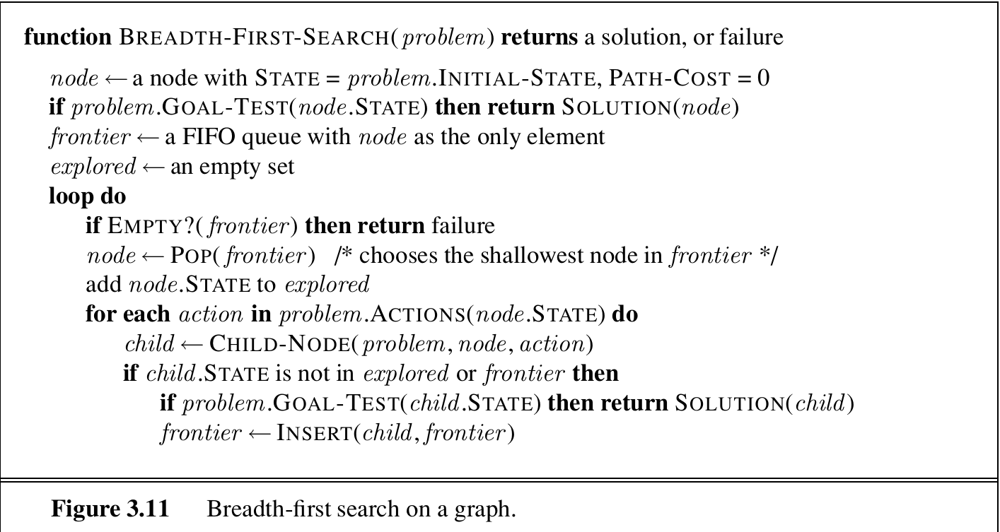 function BREADTH-FIRST-SEARCH(problem) returns a solution, or failure
node ← a node with STATE = problem.INITIAL-STATE, PATH-COST = 0
if problem.GOAL-TEST(node.STATE) then return SOLUTION(node)
frontier ← a FIFO queue with node as the only element
explored ← an empty set
loop do
if EMPTY?(frontier) then return failure
node ← POP(frontier) /* chooses the shallowest node in frontier */
add node.STATE to explored
for each action in problem.ACTIONS(node.STATE) do
child ← CHILD-NODE(problem, node, action)
if child.STATE is not in explored or frontier then
if problem.GOAL-TEST(child.STATE) then return SOLUTION(child)
frontier ← INSERT(child, frontier)
Figure 3.11 Breadth-first search on a graph.